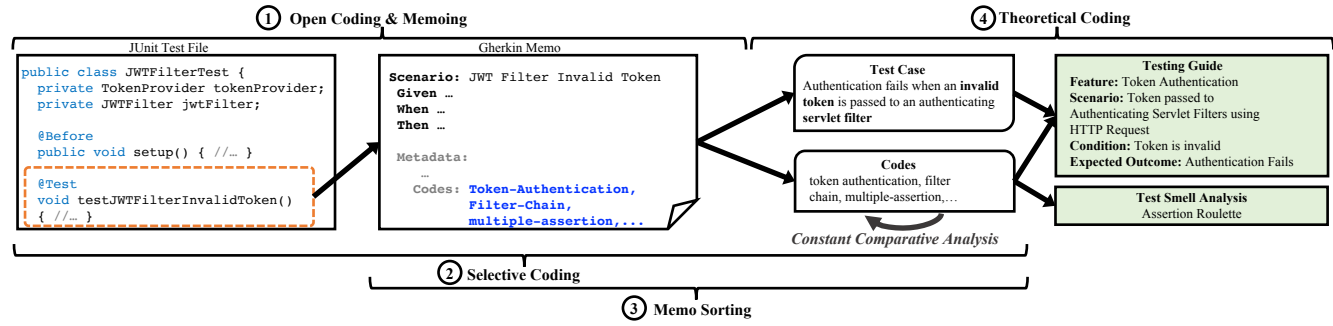 1 Open Coding & Memoing
4 Theoretical Coding
JUnit Test File
public class JWTFilterTest {
private TokenProvider tokenProvider;
private JWTFilter jwtFilter;
@Before
public void setup() { //… }
@Test
void testJWTFilterInvalidToken()
{ //… }
Gherkin Memo
Scenario: JWT Filter Invalid Token
Given …
When …
Then …
Metadata:
…
Codes: Token-Authentication,
Filter-Chain,
multiple-assertion,...
Test Case
Authentication fails when an invalid
token is passed to an authenticating
servlet filter
Codes
token authentication, filter
chain, multiple-assertion,…
Constant Comparative Analysis
Testing Guide
Feature: Token Authentication
Scenario: Token passed to
Authenticating Servlet Filters using
HTTP Request
Condition: Token is invalid
Expected Outcome: Authentication Fails
Test Smell Analysis
Assertion Roulette
2 Selective Coding
3 Memo Sorting